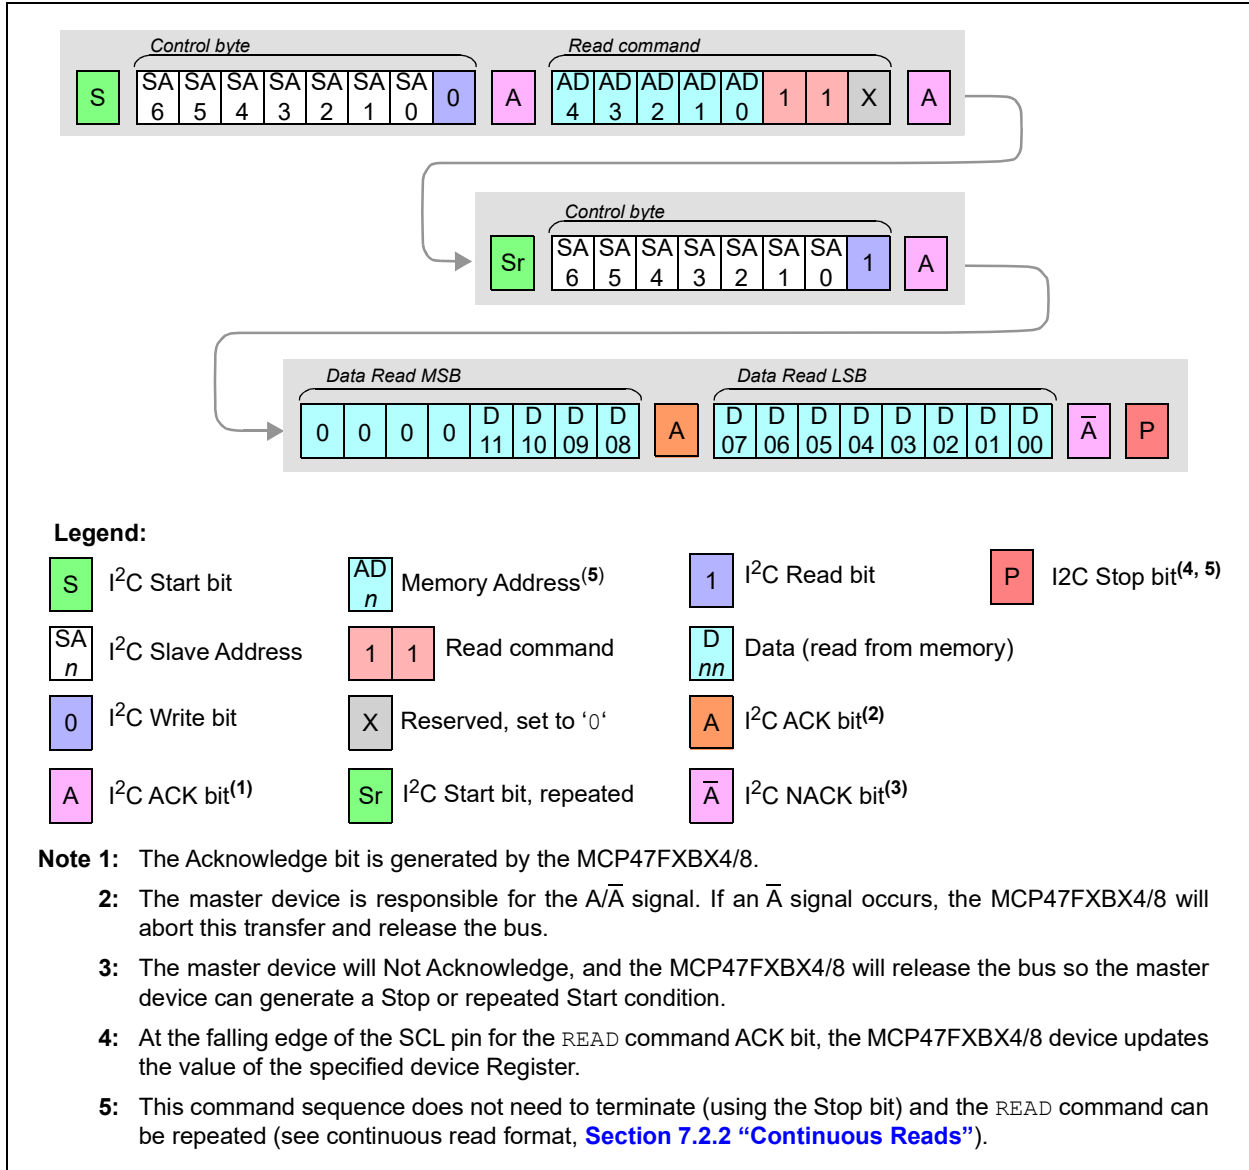 Control byte Read command
S SA 6 SA 5 SA 4 SA 3 SA 2 SA 1 SA 0 0 A AD 4 AD 3 AD 2 AD 1 AD 0 1 1 X A
Control byte
Sr SA 6 SA 5 SA 4 SA 3 SA 2 SA 1 SA 0 1 A
Data Read MSB Data Read LSB
0 0 0 0 D 11 D 10 D 09 D 08 A D 07 D 06 D 05 D 04 D 03 D 02 D 01 D 00 A̅ P
Legend:
S I²C Start bit AD n Memory Address(5) 1 I²C Read bit P I2C Stop bit(4, 5)
SA n I²C Slave Address 1 1 Read command D nn Data (read from memory)
0 I²C Write bit X Reserved, set to ‘0‘ A I²C ACK bit(2)
A I²C ACK bit(1) Sr I²C Start bit, repeated A̅ I²C NACK bit(3)
Note 1: The Acknowledge bit is generated by the MCP47FXBX4/8.
2: The master device is responsible for the A/A̅ signal. If an A̅ signal occurs, the MCP47FXBX4/8 will
abort this transfer and release the bus.
3: The master device will Not Acknowledge, and the MCP47FXBX4/8 will release the bus so the master
device can generate a Stop or repeated Start condition.
4: At the falling edge of the SCL pin for the READ command ACK bit, the MCP47FXBX4/8 device updates
the value of the specified device Register.
5: This command sequence does not need to terminate (using the Stop bit) and the READ command can
be repeated (see continuous read format, Section 7.2.2 “Continuous Reads”).